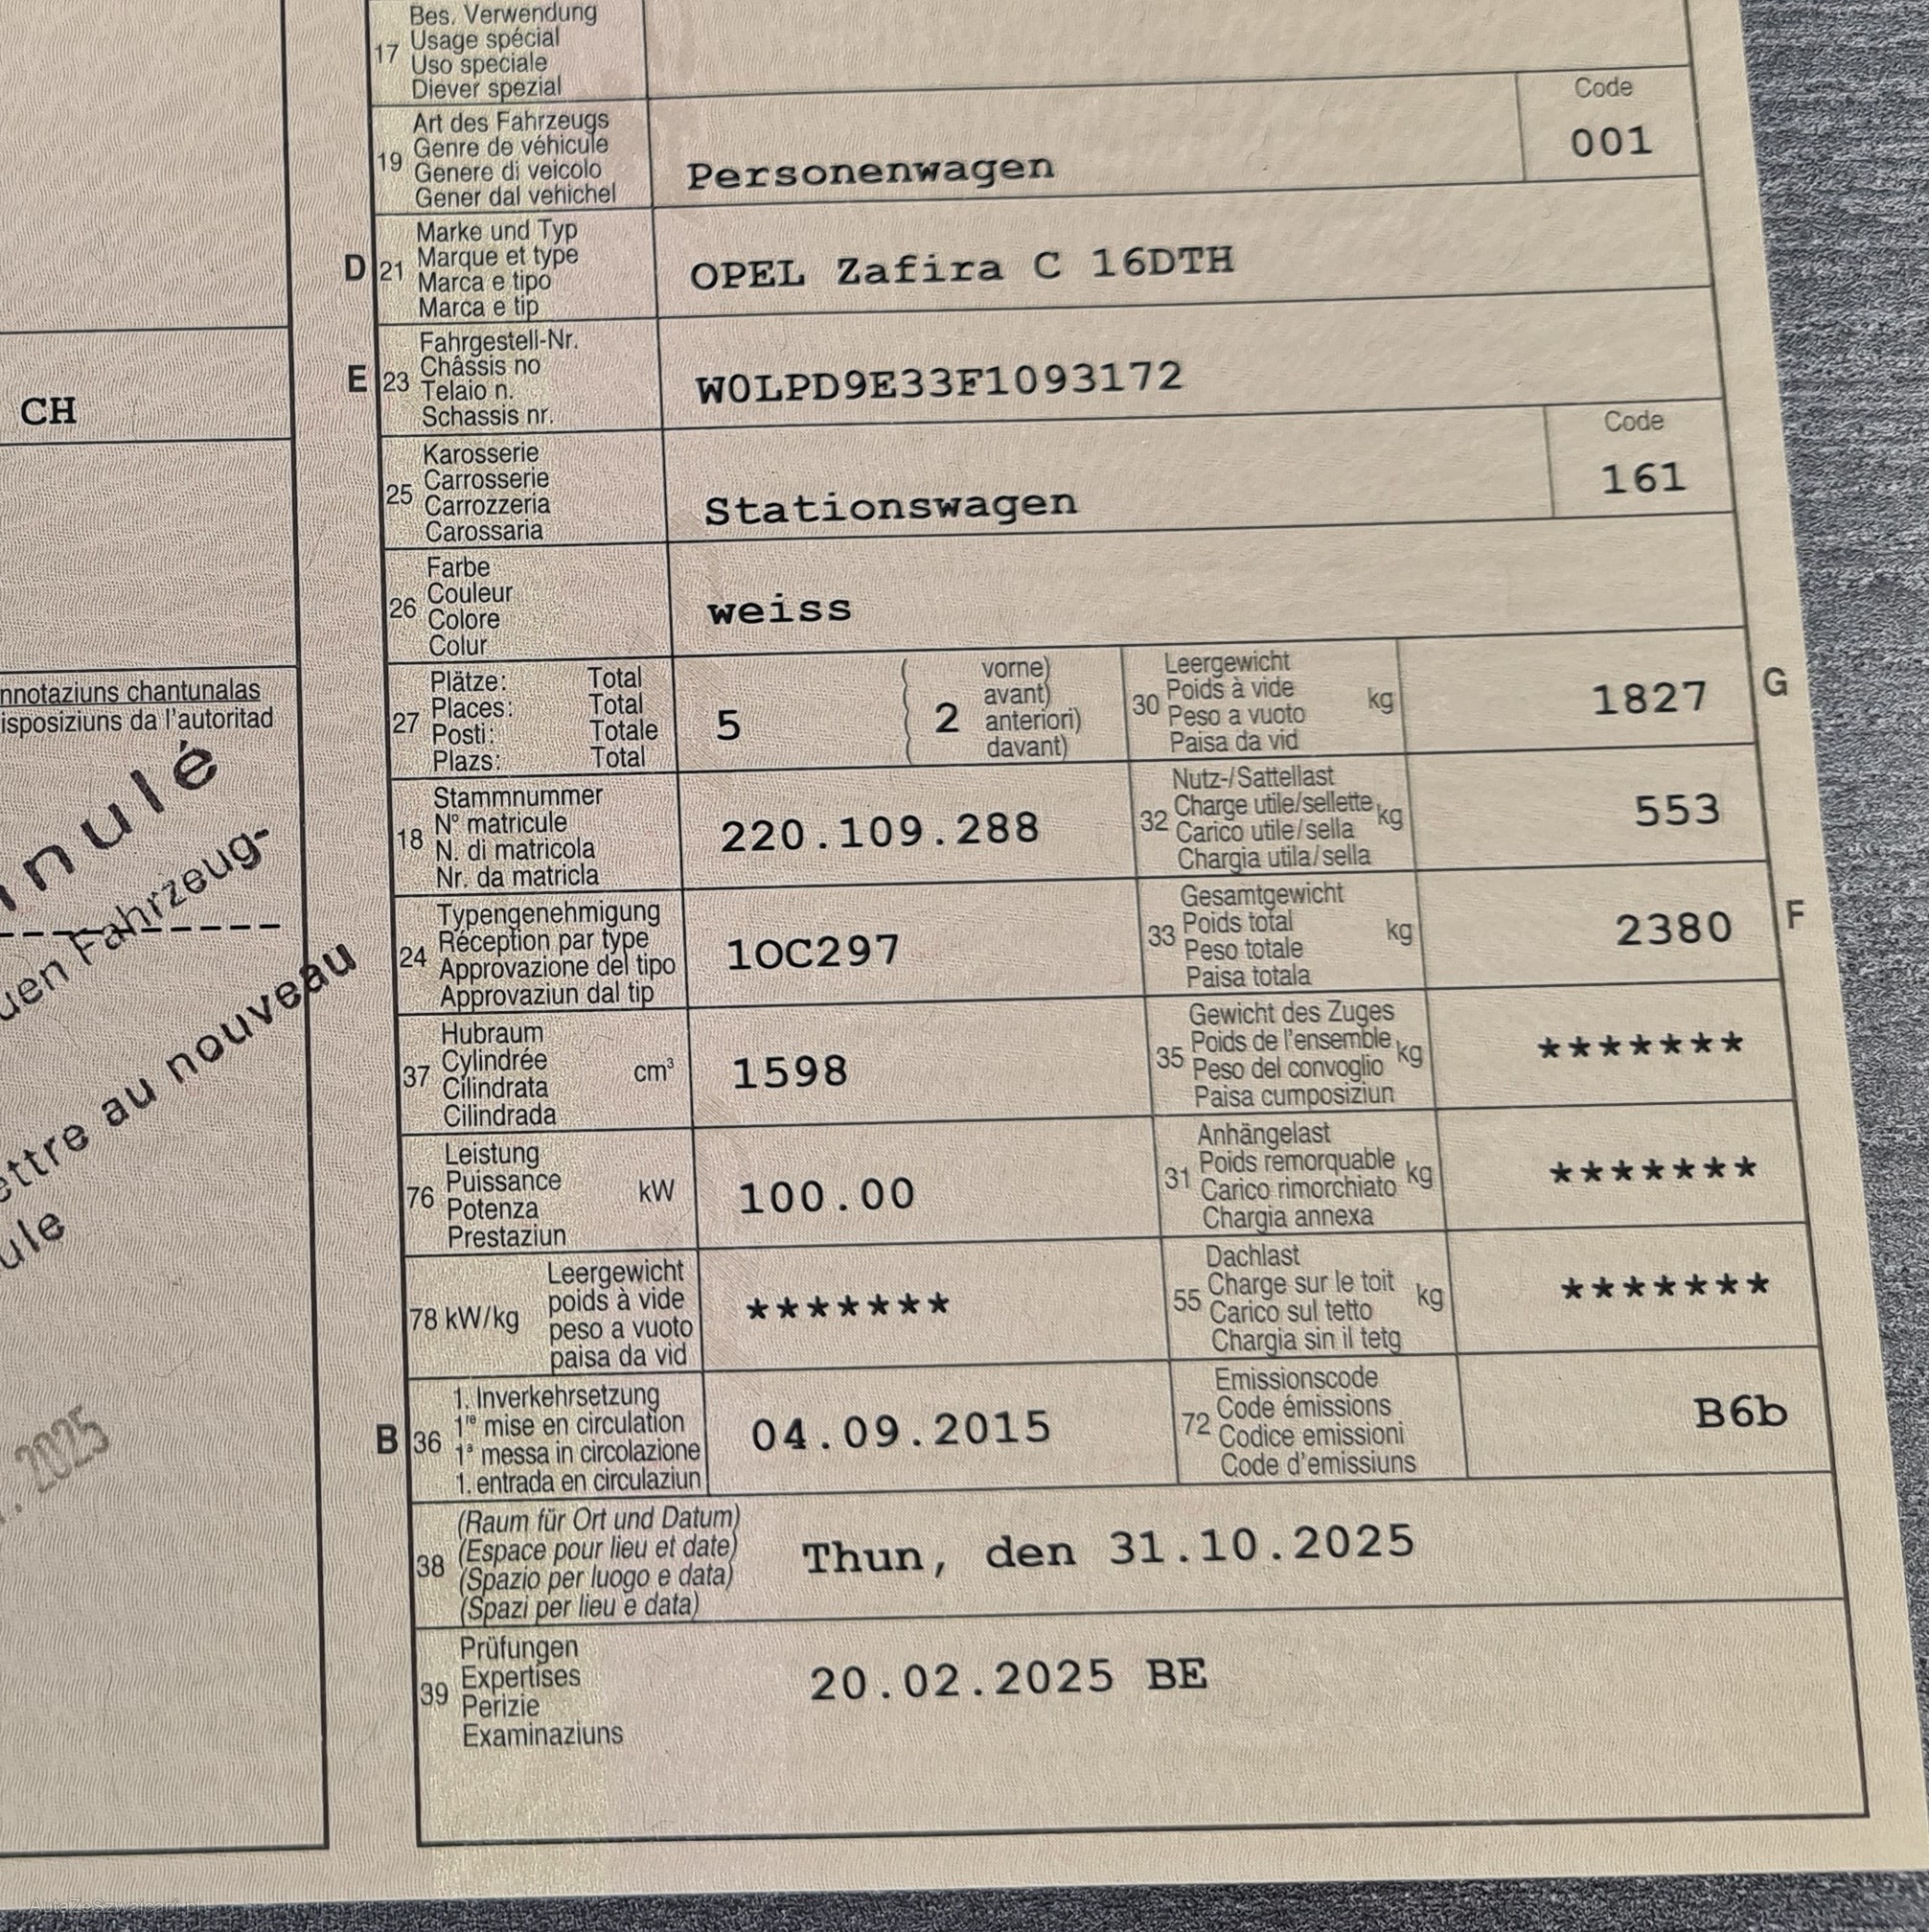 CH
nnotaziuns chantunalas
isposiziuns da l'autoritad
nulé
Fahrzeug-
au nouveau
2025
Bes. Verwendung
17 Usage spécial
Uso speciale
Diever spezial
Art des Fahrzeugs
19 Genre de véhicule
Genere di veicolo
Gener dal vehichel
Personenwagen
Code
001
D 21 Marke und Typ
Marque et type
Marca e tipo
Marca e tip
OPEL Zafira C 16DTH
E 23 Fahrgestell-Nr.
Châssis no
Telaio n.
Schassis nr.
W0LPD9E33F1093172
25 Karosserie
Carrosserie
Carrozzeria
Carossaria
Stationswagen
Code
161
26 Farbe
Couleur
Colore
Colur
weiss
27 Plätze: Total
Places: Total
Posti: Totale
Plazs: Total
5 ( 2 vorne)
avant)
anteriori)
davant)
30 Leergewicht
Poids à vide kg
Peso a vuoto
Paisa da vid
1827 G
18 Stammnummer
N° matricule
N. di matricola
Nr. da matricla
220.109.288
32 Nutz-/Sattellast
Charge utile/sellette kg
Carico utile/sella
Chargia utila/sella
553
24 Typengenehmigung
Réception par type
Approvazione del tipo
Approvaziun dal tip
1OC297
33 Gesamtgewicht
Poids total kg
Peso totale
Paisa totala
2380 F
37 Hubraum
Cylindrée cm³
Cilindrata
Cilindrada
1598
35 Gewicht des Zuges
Poids de l'ensemble kg
Peso del convoglio
Paisa cumposiziun
*******
76 Leistung
Puissance kW
Potenza
Prestaziun
100.00
31 Anhängelast
Poids remorquable kg
Carico rimorchiato
Chargia annexa
*******
78 kW/kg Leergewicht
poids à vide
peso a vuoto
paisa da vid
*******
55 Dachlast
Charge sur le toit kg
Carico sul tetto
Chargia sin il tetg
*******
B 36 1. Inverkehrsetzung
1re mise en circulation
1a messa in circolazione
1. entrada en circulaziun
04.09.2015
72 Emissionscode
Code émissions
Codice emissioni
Code d'emissiuns
B6b
38 (Raum für Ort und Datum)
(Espace pour lieu et date)
(Spazio per luogo e data)
(Spazi per lieu e data)
Thun, den 31.10.2025
39 Prüfungen
Expertises
Perizie
Examinaziuns
20.02.2025 BE